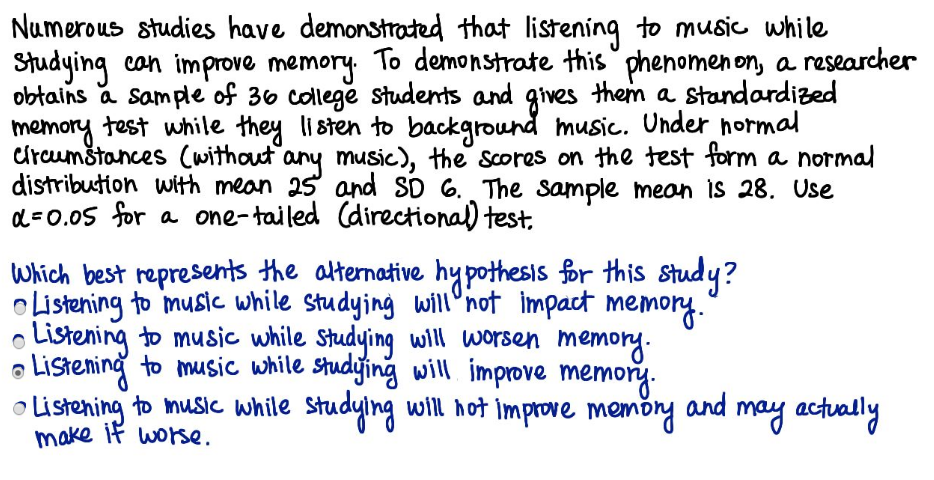 Numerous studies have demonstrated that listening to music while
studying can improve memory. To demonstrate this phenomenon, a researcher
obtains a sample of 36 college students and gives them a standardized
memory test while they listen to background music. Under normal
circumstances (without any music), the scores on the test form a normal
distribution with mean 25 and SD 6. The sample mean is 28. Use
α=0.05 for a one-tailed (directional) test.
Which best represents the alternative hypothesis for this study?
Listening to music while studying will not impact memory.
Listening to music while studying will worsen memory.
Listening to music while studying will improve memory.
Listening to music while studying will not improve memory and may actually
make it worse.